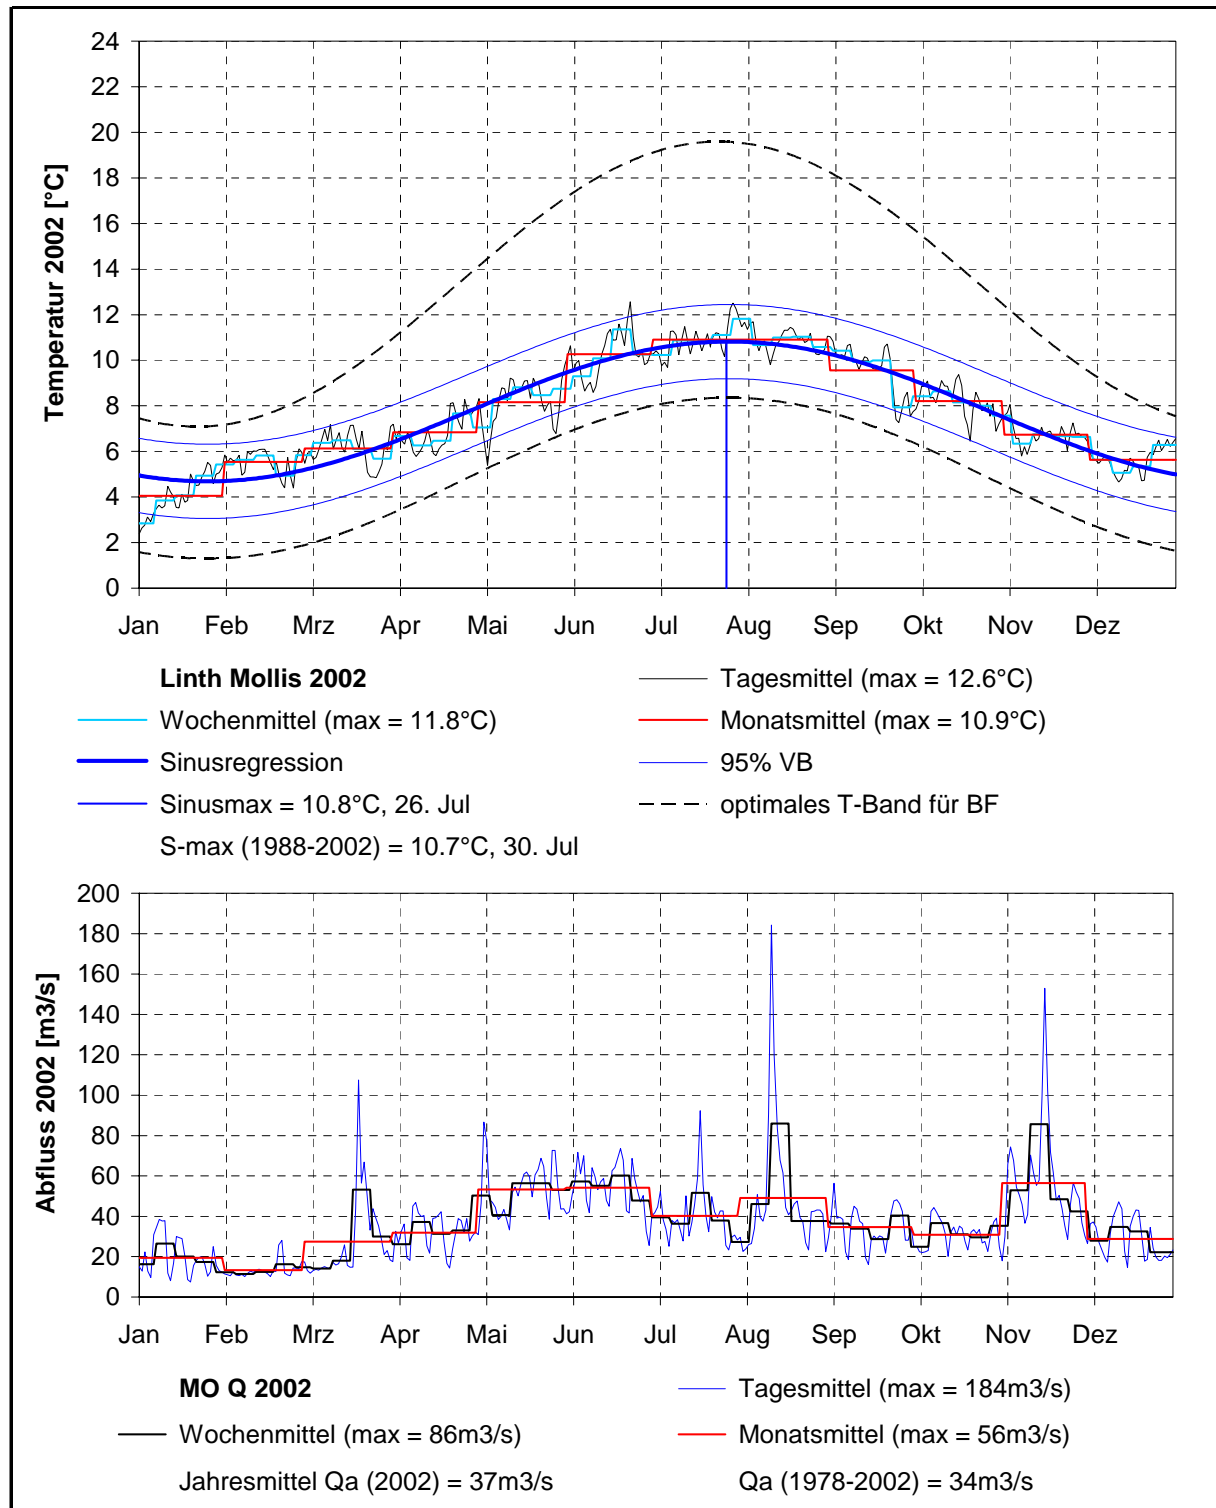 24
22
20
18
16
14
12
10
8
6
4
2
0
Temperatur 2002 [°C]
Jan Feb Mrz Apr Mai Jun Jul Aug Sep Okt Nov Dez
Linth Mollis 2002
Tagesmittel (max = 12.6°C)
Wochenmittel (max = 11.8°C)
Monatsmittel (max = 10.9°C)
Sinusregression
95% VB
Sinusmax = 10.8°C, 26. Jul
optimales T-Band für BF
S-max (1988-2002) = 10.7°C, 30. Jul
200
180
160
140
120
100
80
60
40
20
0
Abfluss 2002 [m3/s]
Jan Feb Mrz Apr Mai Jun Jul Aug Sep Okt Nov Dez
MO Q 2002
Tagesmittel (max = 184m3/s)
Wochenmittel (max = 86m3/s)
Monatsmittel (max = 56m3/s)
Jahresmittel Qa (2002) = 37m3/s
Qa (1978-2002) = 34m3/s